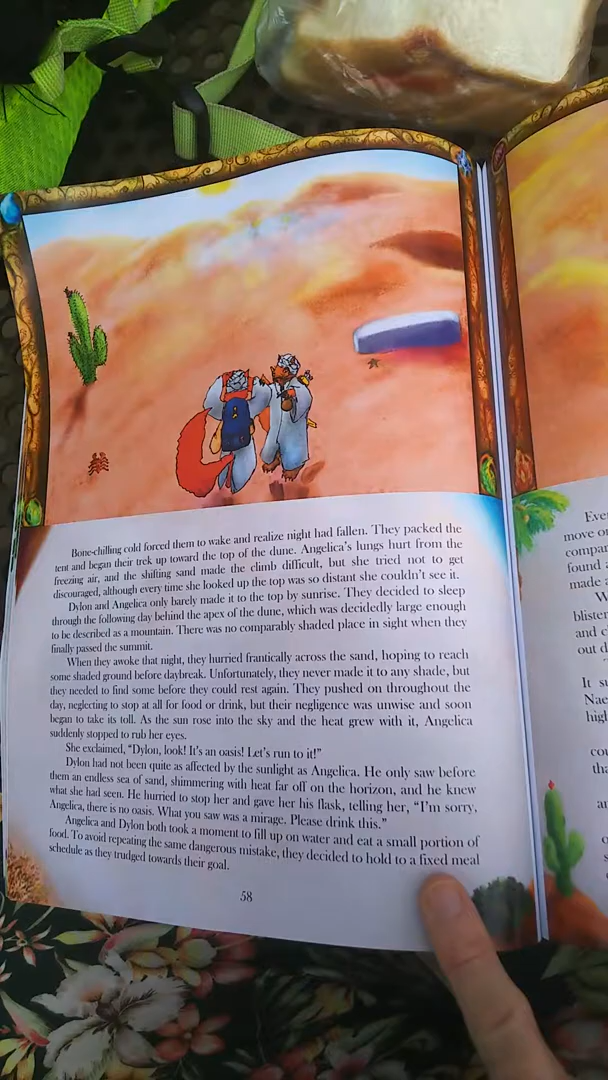 Bone-chilling cold forced them to wake and realize night had fallen. They packed the
tent and began their trek up toward the top of the dune. Angelica's lungs hurt from the
freezing air, and the shifting sand made the climb difficult, but she tried not to get
discouraged, although every time she looked up the top was so distant she couldn't see it.
Dylon and Angelica only barely made it to the top by sunrise. They decided to sleep
through the following day behind the apex of the dune, which was decidedly large enough
to be described as a mountain. There was no comparably shaded place in sight when they
finally passed the summit.
When they awoke that night, they hurried frantically across the sand, hoping to reach
some shaded ground before daybreak. Unfortunately, they never made it to any shade, but
they needed to find some before they could rest again. They pushed on throughout the
day, neglecting to stop at all for food or drink, but their negligence was unwise and soon
began to take its toll. As the sun rose into the sky and the heat grew with it, Angelica
suddenly stopped to rub her eyes.
She exclaimed, "Dylon, look! It's an oasis! Let's run to it!"
Dylon had not been quite as affected by the sunlight as Angelica. He only saw before
them an endless sea of sand, shimmering with heat far off on the horizon, and he knew
what she had seen. He hurried to stop her and gave her his flask, telling her, "I'm sorry,
Angelica, there is no oasis. What you saw was a mirage. Please drink this."
Angelica and Dylon both took a moment to fill up on water and eat a small portion of
food. To avoid repeating the same dangerous mistake, they decided to hold to a fixed meal
schedule as they trudged towards their goal.
58
Eve
move o
compa
found a
made
W
bliste
and c
out d
It su
Nae
high
cou
tha